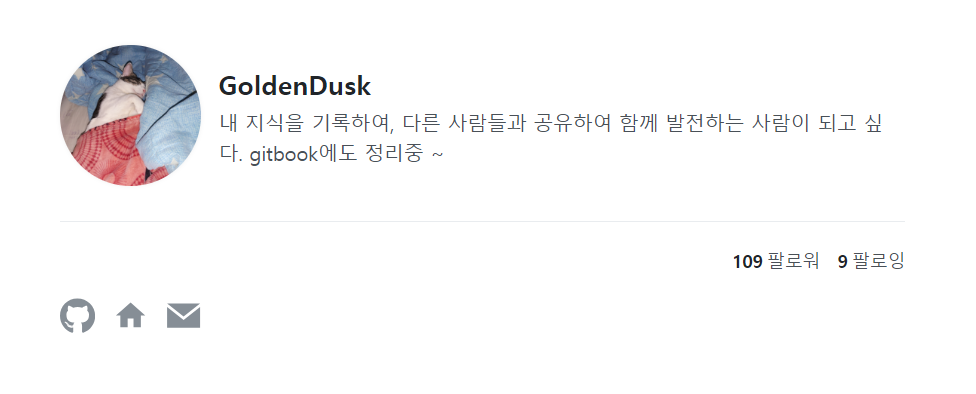 GoldenDusk
내 지식을 기록하여, 다른 사람들과 공유하여 함께 발전하는 사람이 되고 싶
다. gitbook에도 정리중 ~
109 팔로워 9 팔로잉